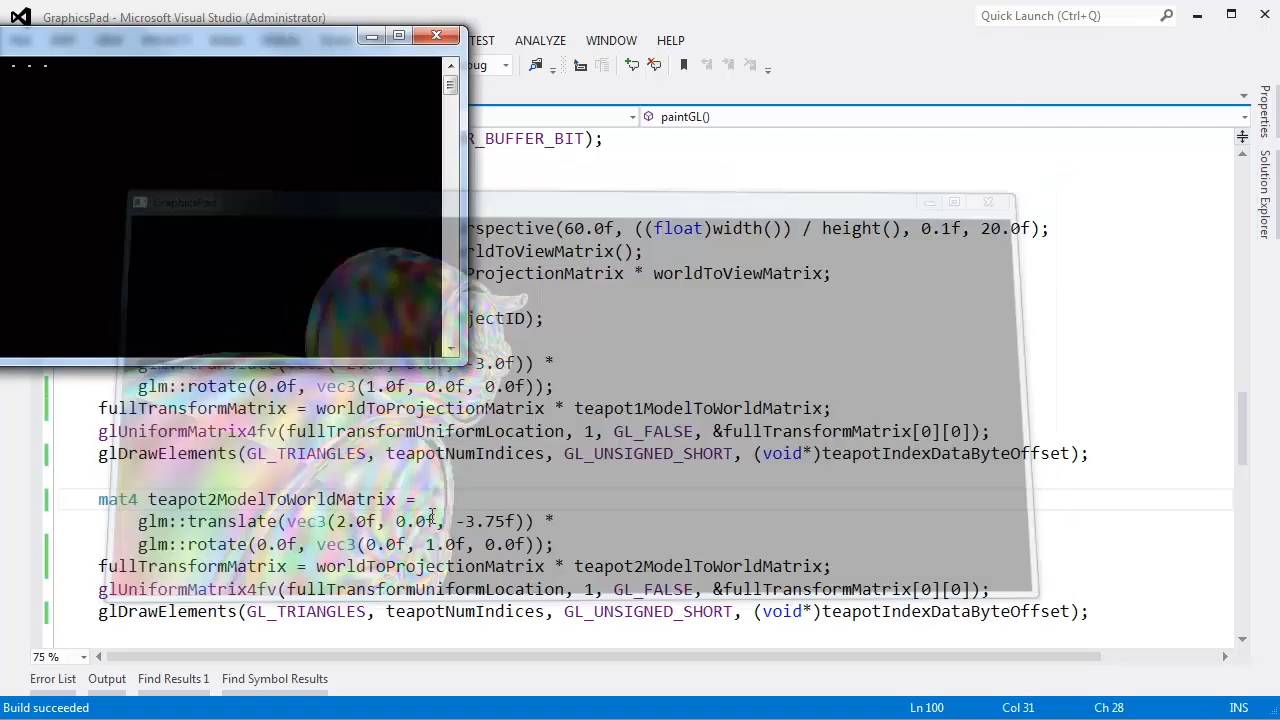 GraphicsPad - Microsoft Visual Studio (Administrator)
Quick Launch (Ctrl+Q)
TEST ANALYZE WINDOW HELP
. . .
paintGL()
R_BUFFER_BIT);
GraphicsPad
rspective(60.0f, ((float)width()) / height(), 0.1f, 20.0f);
rldToViewMatrix();
ProjectionMatrix * worldToViewMatrix;
jectID);
-3.0f)) *
glm::rotate(0.0f, vec3(1.0f, 0.0f, 0.0f));
fullTransformMatrix = worldToProjectionMatrix * teapot1ModelToWorldMatrix;
glUniformMatrix4fv(fullTransformUniformLocation, 1, GL_FALSE, &fullTransformMatrix[0][0]);
glDrawElements(GL_TRIANGLES, teapotNumIndices, GL_UNSIGNED_SHORT, (void*)teapotIndexDataByteOffset);
mat4 teapot2ModelToWorldMatrix =
glm::translate(vec3(2.0f, 0.0f, -3.75f)) *
glm::rotate(0.0f, vec3(0.0f, 1.0f, 0.0f));
fullTransformMatrix = worldToProjectionMatrix * teapot2ModelToWorldMatrix;
glUniformMatrix4fv(fullTransformUniformLocation, 1, GL_FALSE, &fullTransformMatrix[0][0]);
glDrawElements(GL_TRIANGLES, teapotNumIndices, GL_UNSIGNED_SHORT, (void*)teapotIndexDataByteOffset);
Properties
Solution Explorer
75 %
Error List Output Find Results 1 Find Symbol Results
Build succeeded Ln 100 Col 31 Ch 28 INS